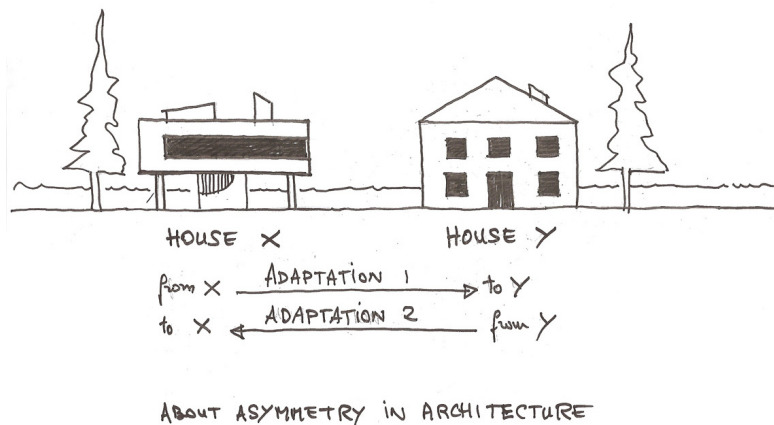 HOUSE X HOUSE Y
from X ADAPTATION 1 to Y
to X ADAPTATION 2 from Y
ABOUT ASYMMETRY IN ARCHITECTURE